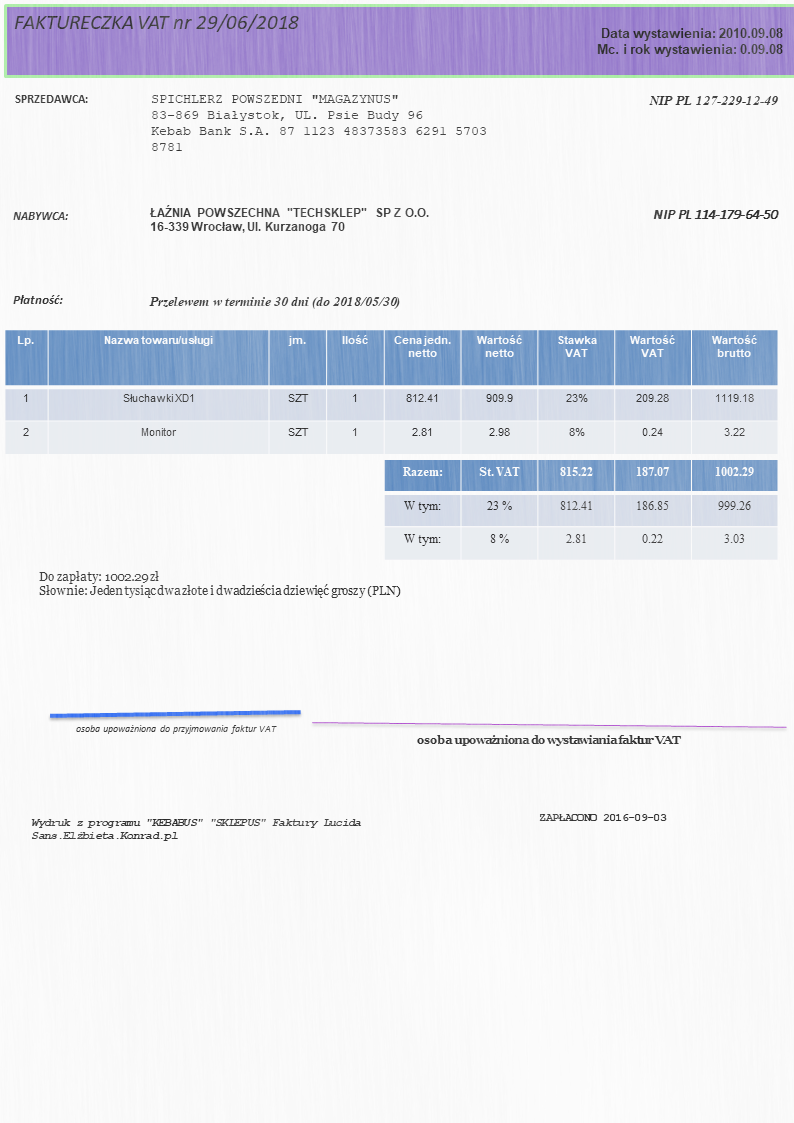 FAKTURECZKA VAT nr 29/06/2018
Data wystawienia: 2010.09.08
Mc. i rok wystawienia: 0.09.08
SPRZEDAWCA:
SPICHLERZ POWSZEDNI "MAGAZYNUS"
83-869 Białystok, UL. Psie Budy 96
Kebab Bank S.A. 87 1123 48373583 6291 5703
8781
NIP PL 127-229-12-49
NABYWCA:
ŁAŹNIA POWSZECHNA "TECHSKLEP" SP Z O.O.
16-339 Wrocław, Ul. Kurzanoga 70
NIP PL 114-179-64-50
Płatność:
Przelewem w terminie 30 dni (do 2018/05/30)
Lp. Nazwa towaru/usługi jm. Ilość Cena jedn. netto Wartość netto Stawka VAT Wartość VAT Wartość brutto
1 Słuchawki XD1 SZT 1 812.41 909.9 23% 209.28 1119.18
2 Monitor SZT 1 2.81 2.98 8% 0.24 3.22
Razem: St. VAT 815.22 187.07 1002.29
W tym: 23 % 812.41 186.85 999.26
W tym: 8 % 2.81 0.22 3.03
Do zapłaty: 1002.29 zł
Słownie: Jeden tysiąc dwa złote i dwadzieścia dziewięć groszy (PLN)
osoba upoważniona do przyjmowania faktur VAT
osoba upoważniona do wystawiania faktur VAT
Wydruk z programu "KEBABUS" "SKLEPUS" Faktury Lucida
Sans.Elżbieta.Konrad.pl
ZAPŁACONO 2016-09-03